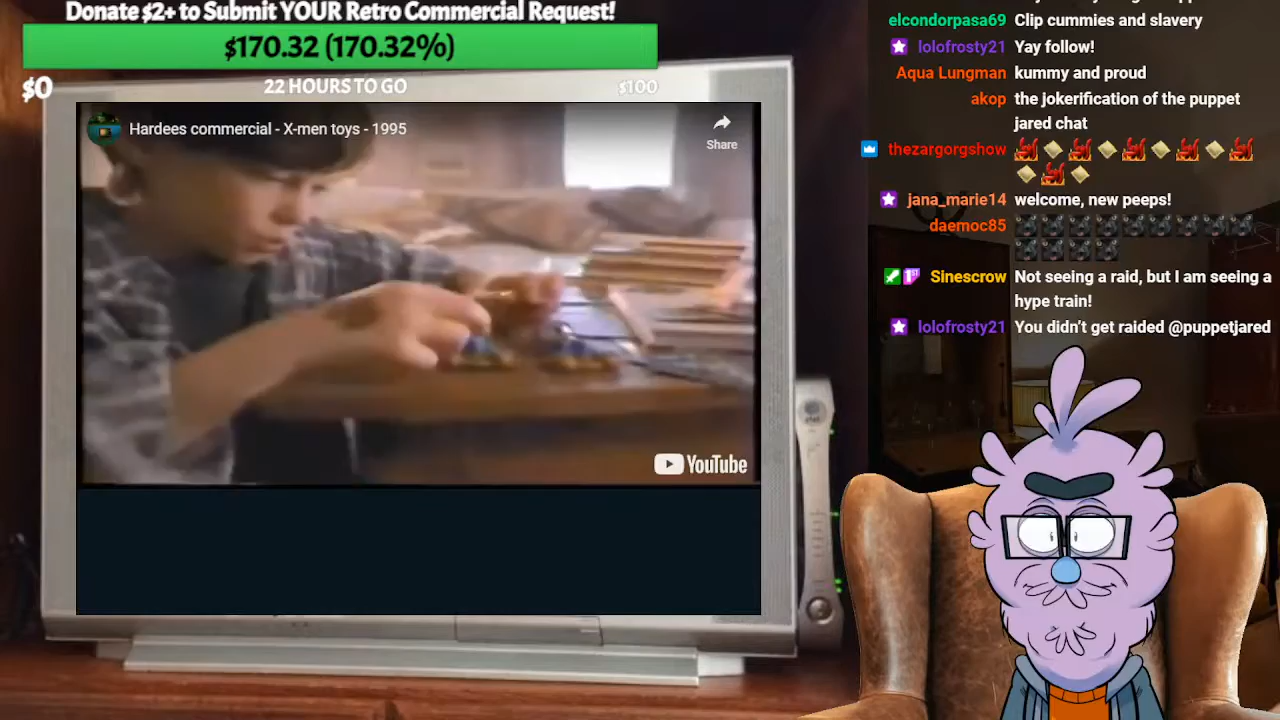 Donate $2+ to Submit YOUR Retro Commercial Request!
$170.32 (170.32%)
$0
22 HOURS TO GO
$100
Hardees commercial - X-men toys - 1995
Share
YouTube
elcondorpasa69 Clip cummies and slavery
lolofrosty21 Yay follow!
Aqua Lungman kummy and proud
akop the jokerification of the puppet
jared chat
thezargorgshow
jana_marie14 welcome, new peeps!
daemoc85
Sinescrow Not seeing a raid, but I am seeing a
hype train!
lolofrosty21 You didn't get raided @puppetjared